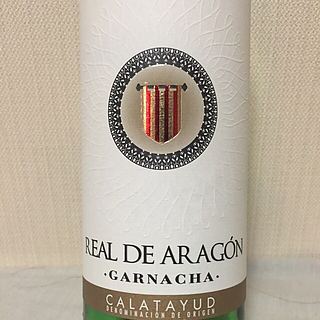 REAL DE ARAGÓN
·GARNACHA·
CALATAYUD
DENOMINACIÓN DE ORIGEN